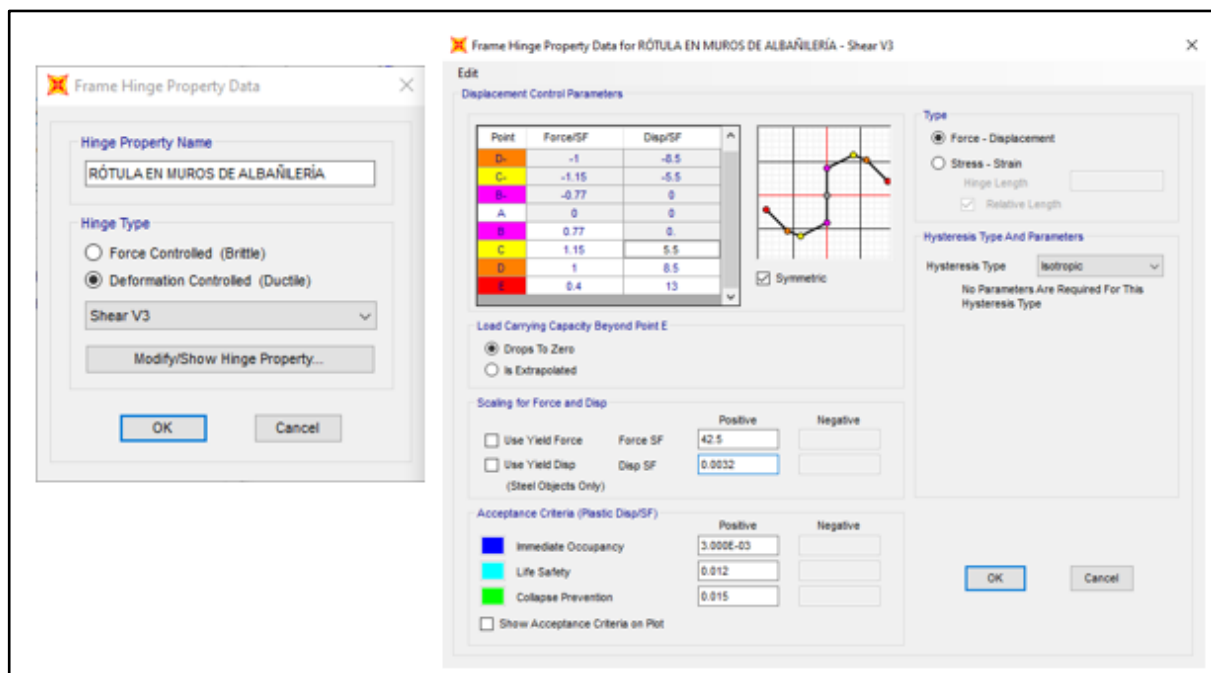 Frame Hinge Property Data
Hinge Property Name
RÓTULA EN MUROS DE ALBAÑILERÍA
Hinge Type
Force Controlled (Brittle)
Deformation Controlled (Ductile)
Shear V3
Modify/Show Hinge Property...
OK Cancel
Frame Hinge Property Data for RÓTULA EN MUROS DE ALBAÑILERÍA - Shear V3
Edit
Displacement Control Parameters
Point Force/SF Disp/SF
D- -1 -8.5
C- -1.15 -5.5
B- -0.77 0
A 0 0
B 0.77 0.
C 1.15 5.5
D 1 8.5
E 0.4 13
Symmetric
Load Carrying Capacity Beyond Point E
Drops To Zero
Is Extrapolated
Scaling for Force and Disp
Positive Negative
Use Yield Force Force SF 42.5
Use Yield Disp Disp SF 0.0032
(Steel Objects Only)
Acceptance Criteria (Plastic Disp/SF)
Positive Negative
Immediate Occupancy 3.000E-03
Life Safety 0.012
Collapse Prevention 0.015
Show Acceptance Criteria on Plot
Type
Force - Displacement
Stress - Strain
Hinge Length
Relative Length
Hysteresis Type And Parameters
Hysteresis Type Isotropic
No Parameters Are Required For This
Hysteresis Type
OK Cancel